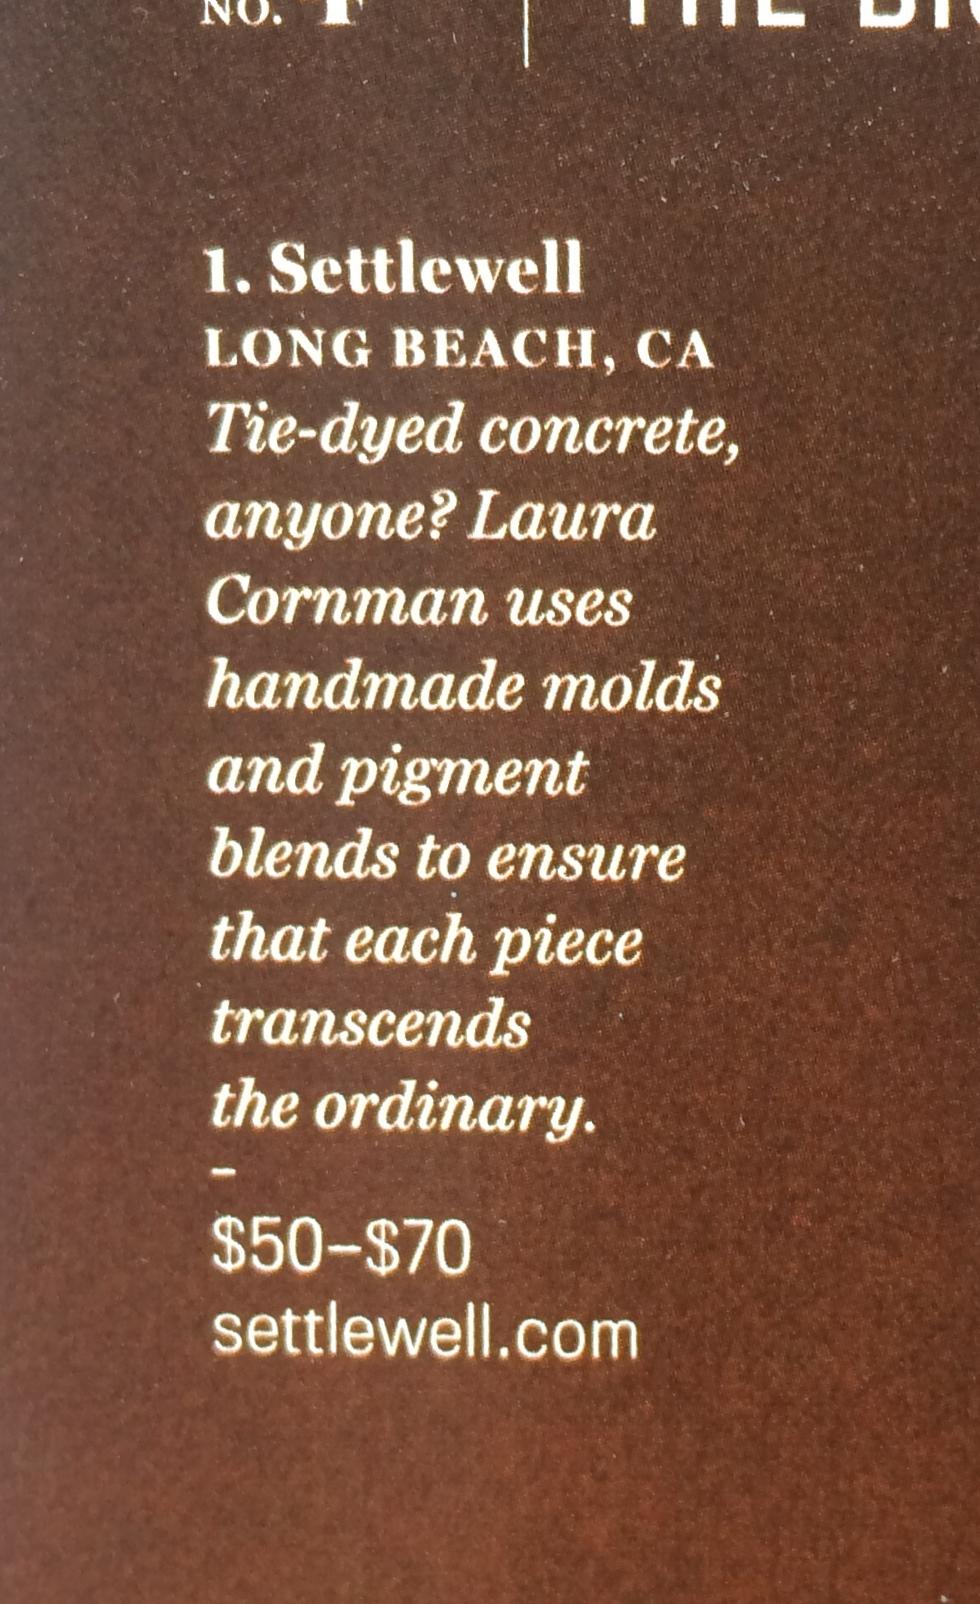 NO.
THE
1. Settlewell
LONG BEACH, CA
Tie-dyed concrete,
anyone? Laura
Cornman uses
handmade molds
and pigment
blends to ensure
that each piece
transcends
the ordinary.
–
$50–$70
settlewell.com